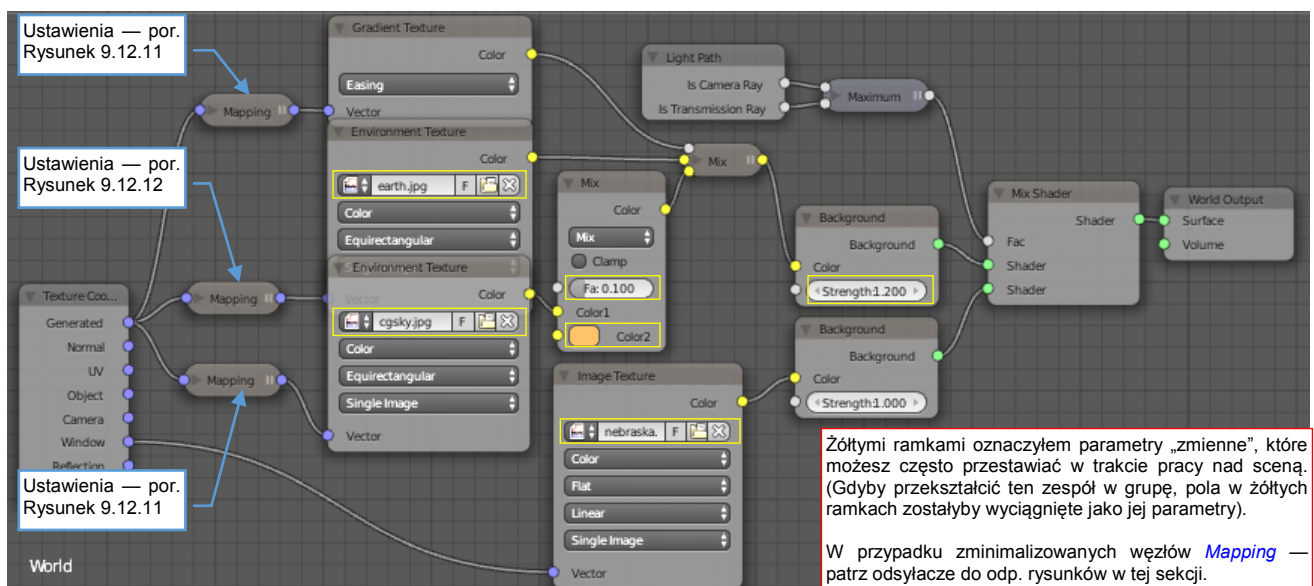 Ustawienia — por.
Rysunek 9.12.11
Mapping
Gradient Texture
Color
Easing
Vector
Environment Texture
Color
earth.jpg F
Color
Equirectangular
Ustawienia — por.
Rysunek 9.12.12
Mapping
Environment Texture
Vector
Color
cgsky.jpg F
Color
Equirectangular
Single Image
Vector
Texture Coo...
Generated
Normal
UV
Object
Camera
Window
Reflection
Mapping
Ustawienia — por.
Rysunek 9.12.11
World
Light Path
Is Camera Ray
Is Transmission Ray
Maximum
Mix
Mix
Color
Mix
Clamp
Fa: 0.100
Color1
Color2
Image Texture
Color
nebraska. F
Color
Flat
Linear
Single Image
Vector
Background
Background
Color
Strength:1.200
Background
Background
Color
Strength:1.000
Mix Shader
Shader
Fac
Shader
Shader
World Output
Surface
Volume
Żółtymi ramkami oznaczyłem parametry „zmienne”, które
możesz często przestawiać w trakcie pracy nad sceną.
(Gdyby przekształcić ten zespół w grupę, pola w żółtych
ramkach zostałyby wyciągnięte jako jej parametry).
W przypadku zminimalizowanych węzłów Mapping —
patrz odsyłacze do odp. rysunków w tej sekcji.